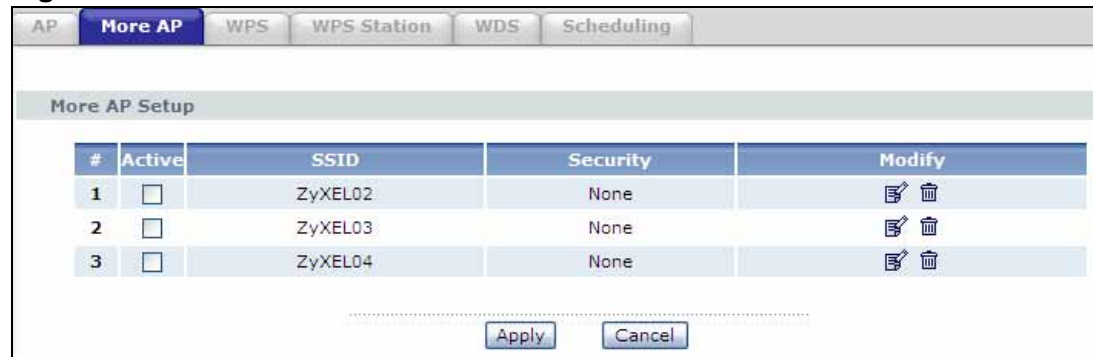 AP More AP WPS WPS Station WDS Scheduling
More AP Setup
# Active SSID Security Modify
1 ZyXEL02 None
2 ZyXEL03 None
3 ZyXEL04 None
Apply Cancel